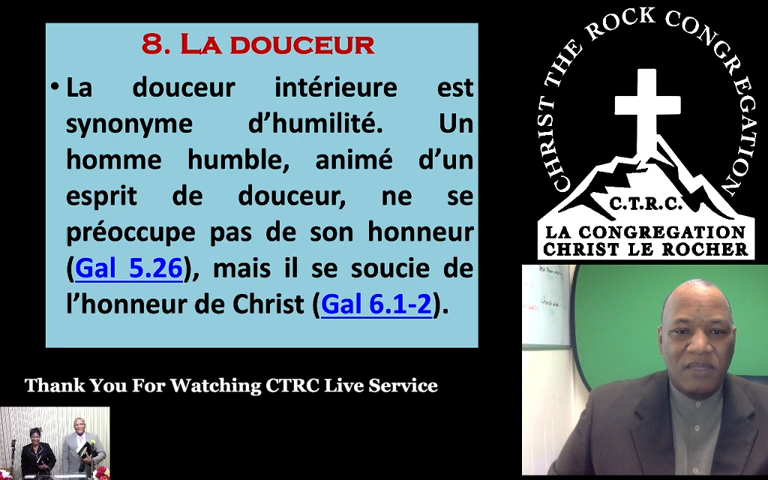 8. LA DOUCEUR
• La douceur intérieure est
synonyme d’humilité. Un
homme humble, animé d’un
esprit de douceur, ne se
préoccupe pas de son honneur
(Gal 5.26), mais il se soucie de
l’honneur de Christ (Gal 6.1-2).
Thank You For Watching CTRC Live Service
CHRIST THE ROCK CONGREGATION
C.T.R.C.
LA CONGREGATION
CHRIST LE ROCHER